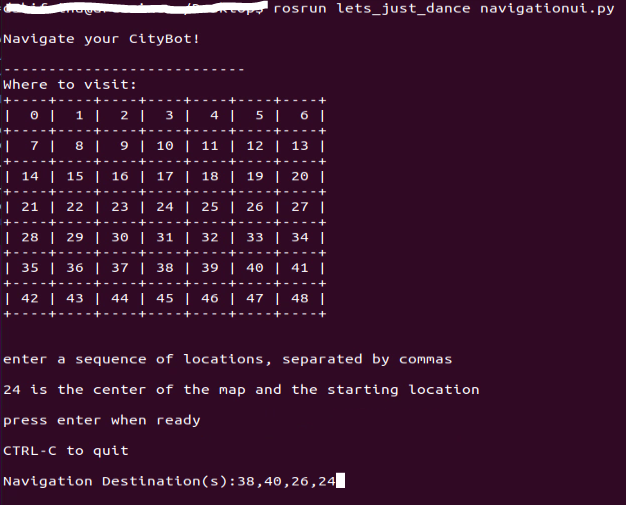 rosrun lets_just_dance navigationui.py
Navigate your CityBot!
---------------------------
Where to visit:
+----+----+----+----+----+----+----+
|  0 |  1 |  2 |  3 |  4 |  5 |  6 |
+----+----+----+----+----+----+----+
|  7 |  8 |  9 | 10 | 11 | 12 | 13 |
+----+----+----+----+----+----+----+
| 14 | 15 | 16 | 17 | 18 | 19 | 20 |
+----+----+----+----+----+----+----+
| 21 | 22 | 23 | 24 | 25 | 26 | 27 |
+----+----+----+----+----+----+----+
| 28 | 29 | 30 | 31 | 32 | 33 | 34 |
+----+----+----+----+----+----+----+
| 35 | 36 | 37 | 38 | 39 | 40 | 41 |
+----+----+----+----+----+----+----+
| 42 | 43 | 44 | 45 | 46 | 47 | 48 |
+----+----+----+----+----+----+----+
enter a sequence of locations, separated by commas
24 is the center of the map and the starting location
press enter when ready
CTRL-C to quit
Navigation Destination(s):38,40,26,24